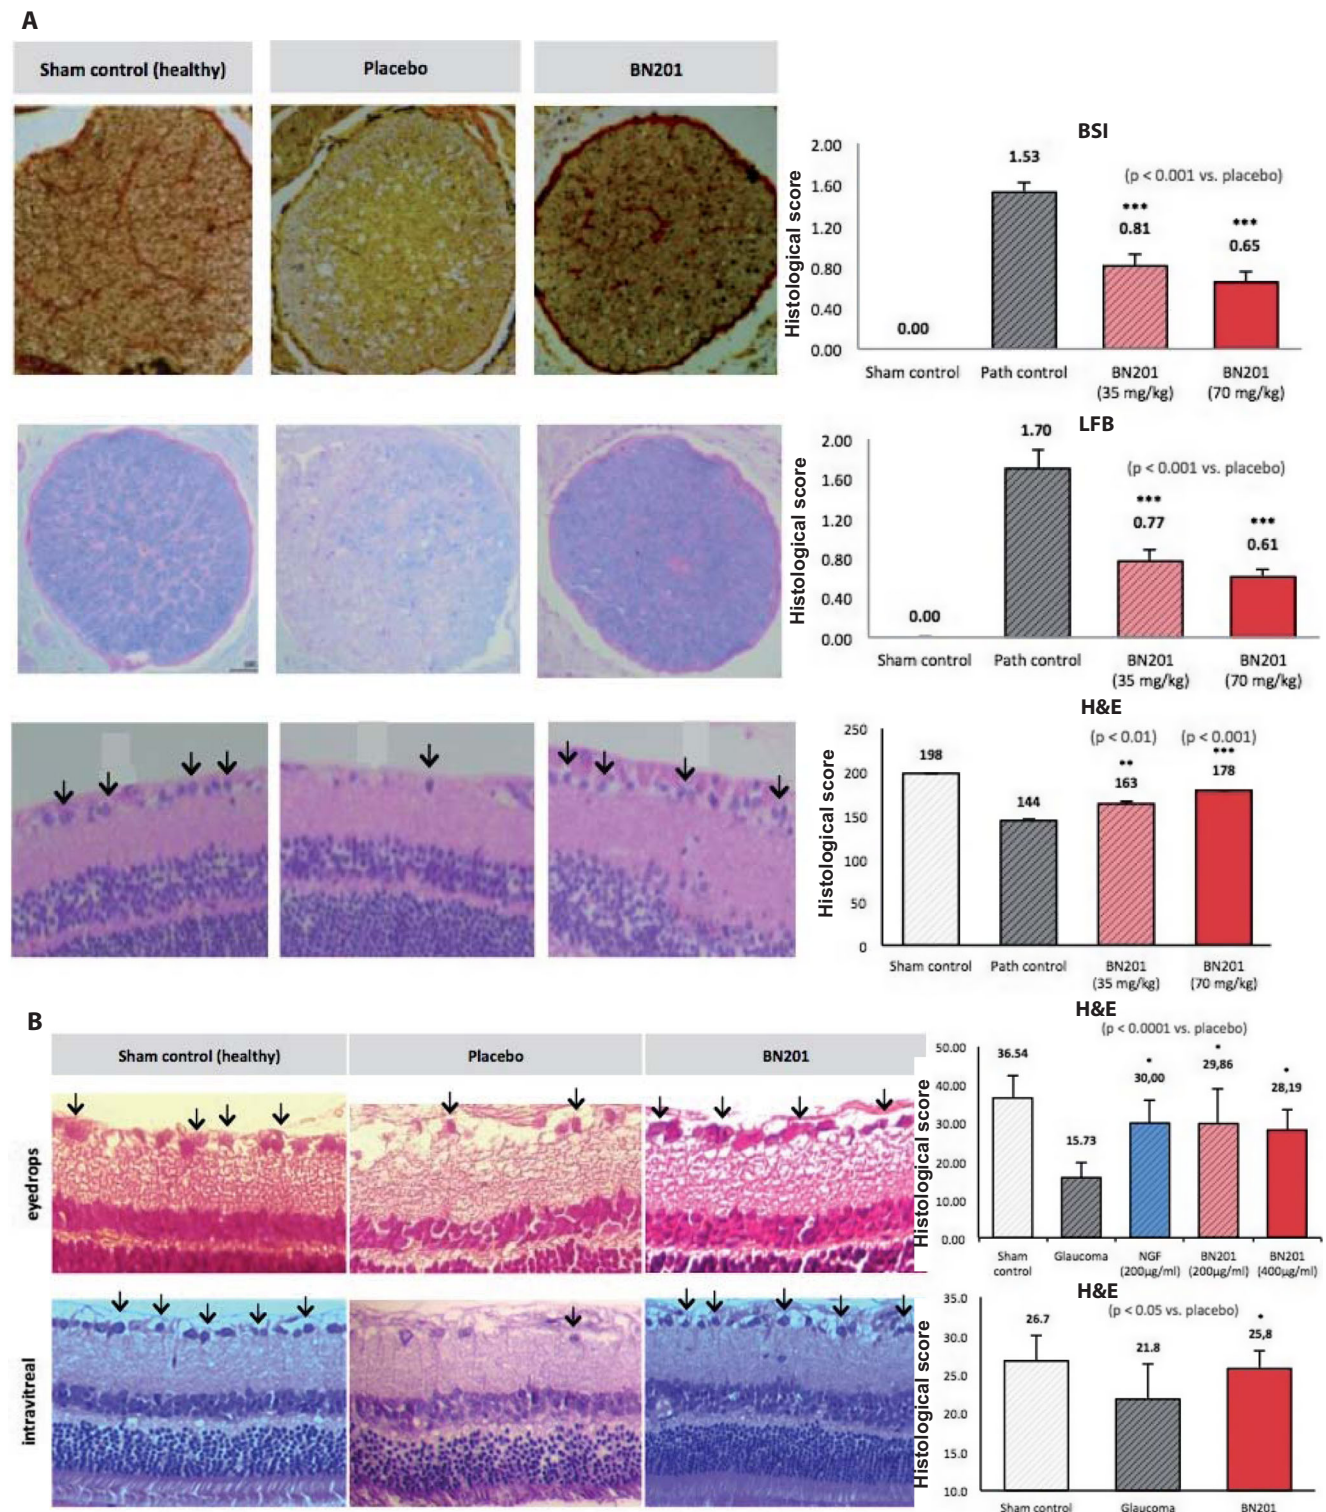 A
Sham control (healthy)
Placebo
BN201
BSI
Histological score
2.00
1.60
1.20
0.80
0.40
0.00
0.00
1.53
(p < 0.001 vs. placebo)
***
0.81
***
0.65
Sham control
Path control
BN201
(35 mg/kg)
BN201
(70 mg/kg)
LFB
Histological score
2.00
1.60
1.20
0.80
0.40
0.00
0.00
1.70
(p < 0.001 vs. placebo)
***
0.77
***
0.61
Sham control
Path control
BN201
(35 mg/kg)
BN201
(70 mg/kg)
H&E
Histological score
250
200
150
100
50
0
198
144
(p < 0.01)
**
163
(p < 0.001)
***
178
Sham control
Path control
BN201
(35 mg/kg)
BN201
(70 mg/kg)
B
Sham control (healthy)
Placebo
BN201
eyedrops
intravitreal
H&E
(p < 0.0001 vs. placebo)
Histological score
50.00
40.00
30.00
20.00
10.00
0.00
36.54
15.73
*
30,00
*
29,86
*
28,19
Sham
control
Glaucoma
NGF
(200µg/ml)
BN201
(200µg/ml)
BN201
(400µg/ml)
H&E
(p < 0.05 vs. placebo)
Histological score
35.0
30.0
25.0
20.0
15.0
10.0
26.7
21.8
*
25,8
Sham control
Glaucoma
BN201